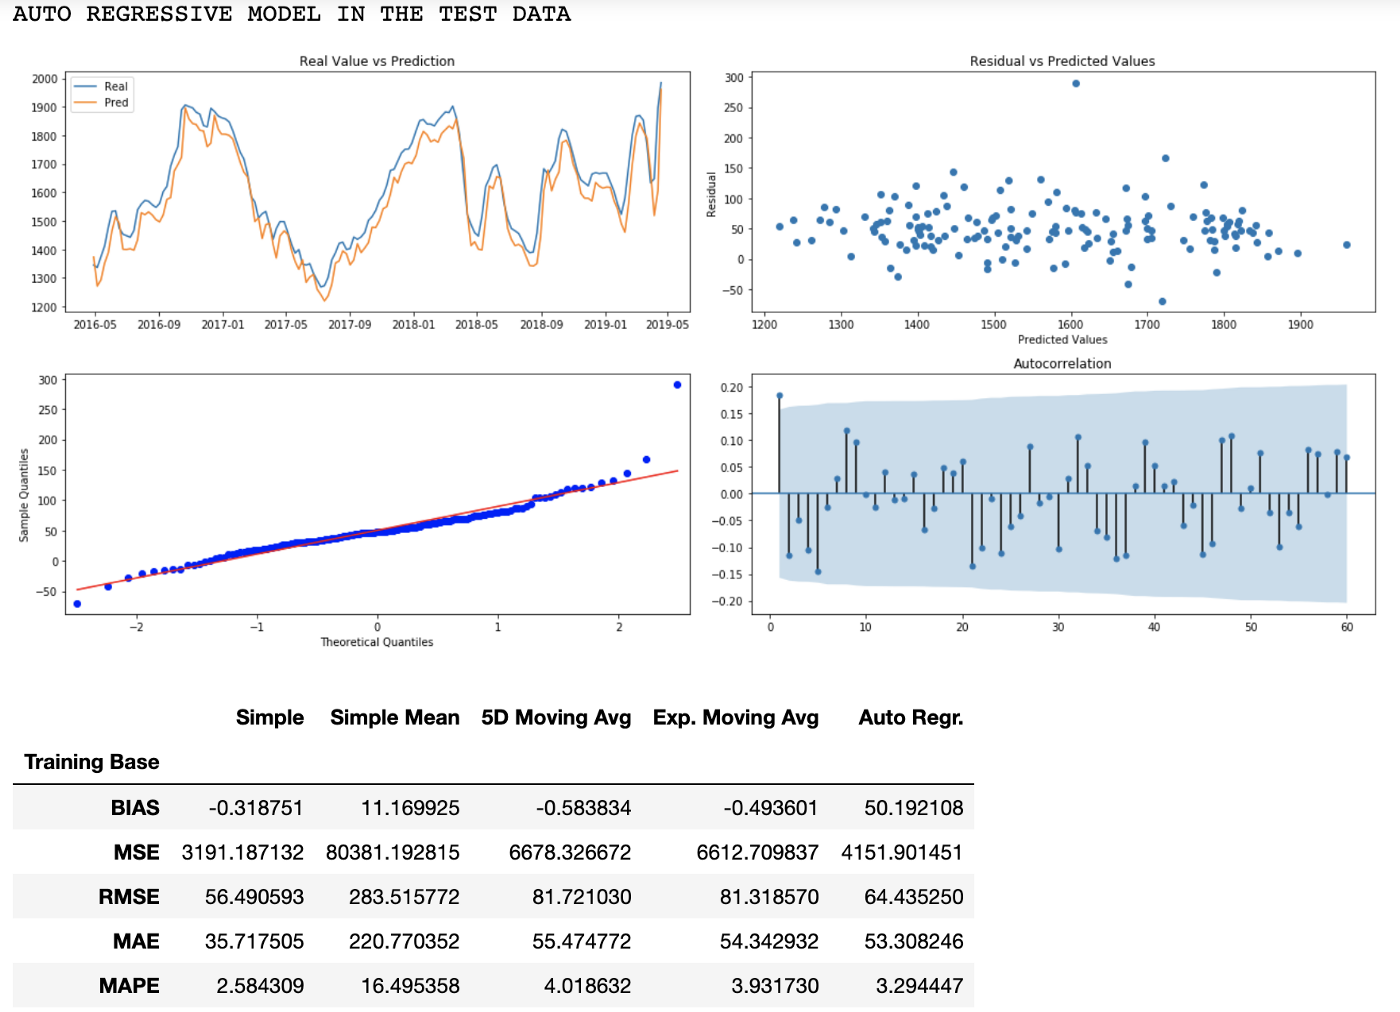 AUTO REGRESSIVE MODEL IN THE TEST DATA
Real Value vs Prediction
2000
1900
1800
1700
1600
1500
1400
1300
1200
Real
Pred
2016-05 2016-09 2017-01 2017-05 2017-09 2018-01 2018-05 2018-09 2019-01 2019-05
Residual vs Predicted Values
Residual
300
250
200
150
100
50
0
−50
1200 1300 1400 1500 1600 1700 1800 1900
Predicted Values
Sample Quantiles
300
250
200
150
100
50
0
−50
−2 −1 0 1 2
Theoretical Quantiles
Autocorrelation
0.20
0.15
0.10
0.05
0.00
−0.05
−0.10
−0.15
−0.20
0 10 20 30 40 50 60
Simple Simple Mean 5D Moving Avg Exp. Moving Avg Auto Regr.
Training Base
BIAS -0.318751 11.169925 -0.583834 -0.493601 50.192108
MSE 3191.187132 80381.192815 6678.326672 6612.709837 4151.901451
RMSE 56.490593 283.515772 81.721030 81.318570 64.435250
MAE 35.717505 220.770352 55.474772 54.342932 53.308246
MAPE 2.584309 16.495358 4.018632 3.931730 3.294447